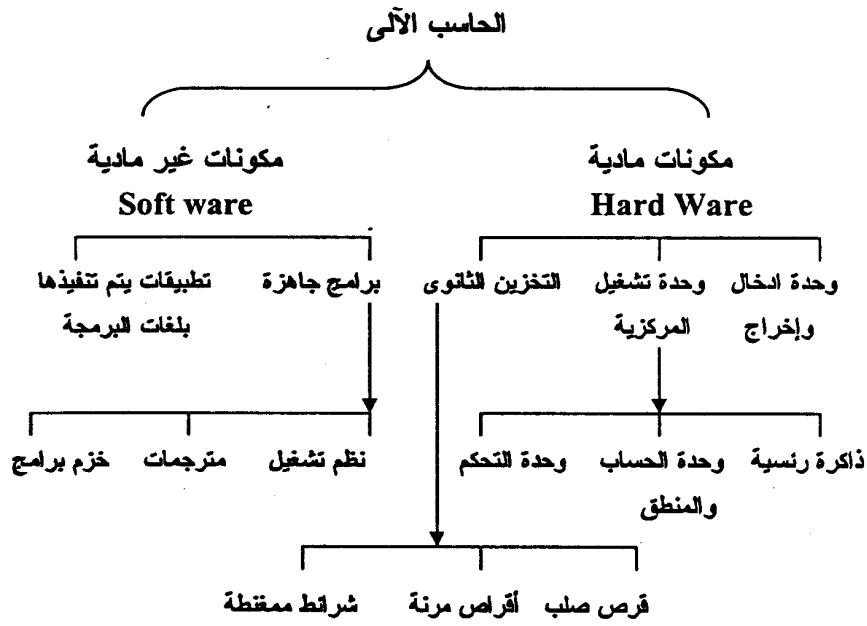 الحاسب الآلى
مكونات مادية
Hard Ware
مكونات غير مادية
Soft ware
وحدة ادخال
وإخراج
وحدة تشغيل
المركزية
التخزين الثانوى
برامج جاهزة
تطبيقات يتم تنفيذها
بلغات البرمجة
ذاكرة رئسية
وحدة الحساب
والمنطق
وحدة التحكم
نظم تشغيل
مترجمات
خزم برامج
قرص صلب
أقراص مرنة
شرائط ممغنطة